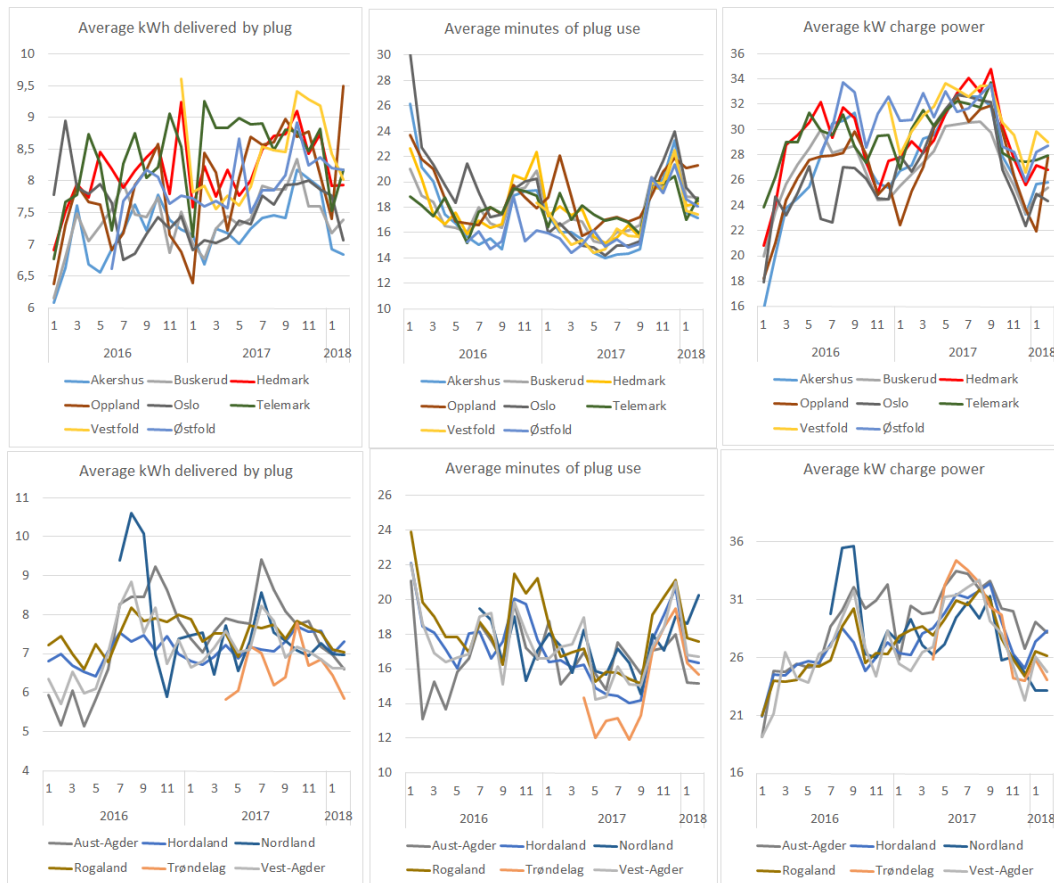 Average kWh delivered by plug
10
9,5
9
8,5
8
7,5
7
6,5
6
1 3 5 7 9 11 1 3 5 7 9 11 1
2016 2017 2018
Akershus Buskerud Hedmark
Oppland Oslo Telemark
Vestfold Østfold
Average minutes of plug use
30
28
26
24
22
20
18
16
14
12
10
1 3 5 7 9 11 1 3 5 7 9 11 1
2016 2017 2018
Akershus Buskerud Hedmark
Oppland Oslo Telemark
Vestfold Østfold
Average kW charge power
36
34
32
30
28
26
24
22
20
18
16
1 3 5 7 9 11 1 3 5 7 9 11 1
2016 2017 2018
Akershus Buskerud Hedmark
Oppland Oslo Telemark
Vestfold Østfold
Average kWh delivered by plug
11
10
9
8
7
6
5
4
1 3 5 7 9 11 1 3 5 7 9 11 1
2016 2017 2018
Aust-Agder Hordaland Nordland
Rogaland Trøndelag Vest-Agder
Average minutes of plug use
26
24
22
20
18
16
14
12
10
1 3 5 7 9 11 1 3 5 7 9 11 1
2016 2017 2018
Aust-Agder Hordaland Nordland
Rogaland Trøndelag Vest-Agder
Average kW charge power
36
31
26
21
16
1 3 5 7 9 11 1 3 5 7 9 11 1
2016 2017 2018
Aust-Agder Hordaland Nordland
Rogaland Trøndelag Vest-Agder